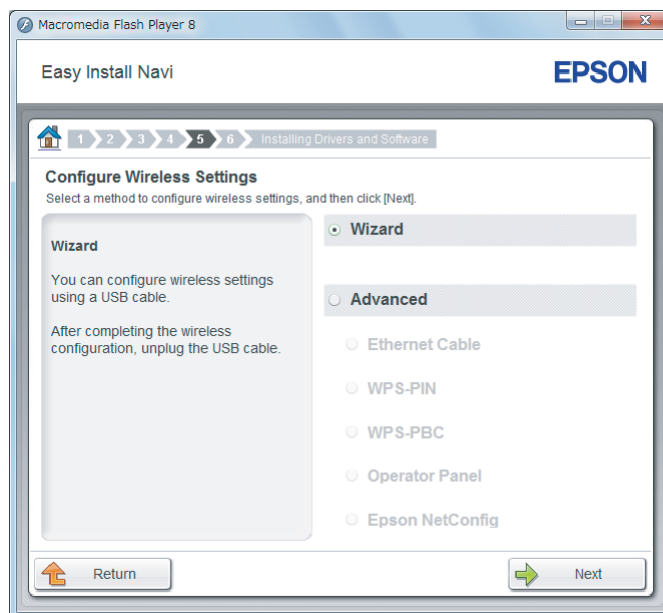 Macromedia Flash Player 8
Easy Install Navi
EPSON
1 2 3 4 5 6 Installing Drivers and Software
Configure Wireless Settings
Select a method to configure wireless settings, and then click [Next].
Wizard
You can configure wireless settings
using a USB cable.
After completing the wireless
configuration, unplug the USB cable.
Wizard
Advanced
Ethernet Cable
WPS-PIN
WPS-PBC
Operator Panel
Epson NetConfig
Return
Next